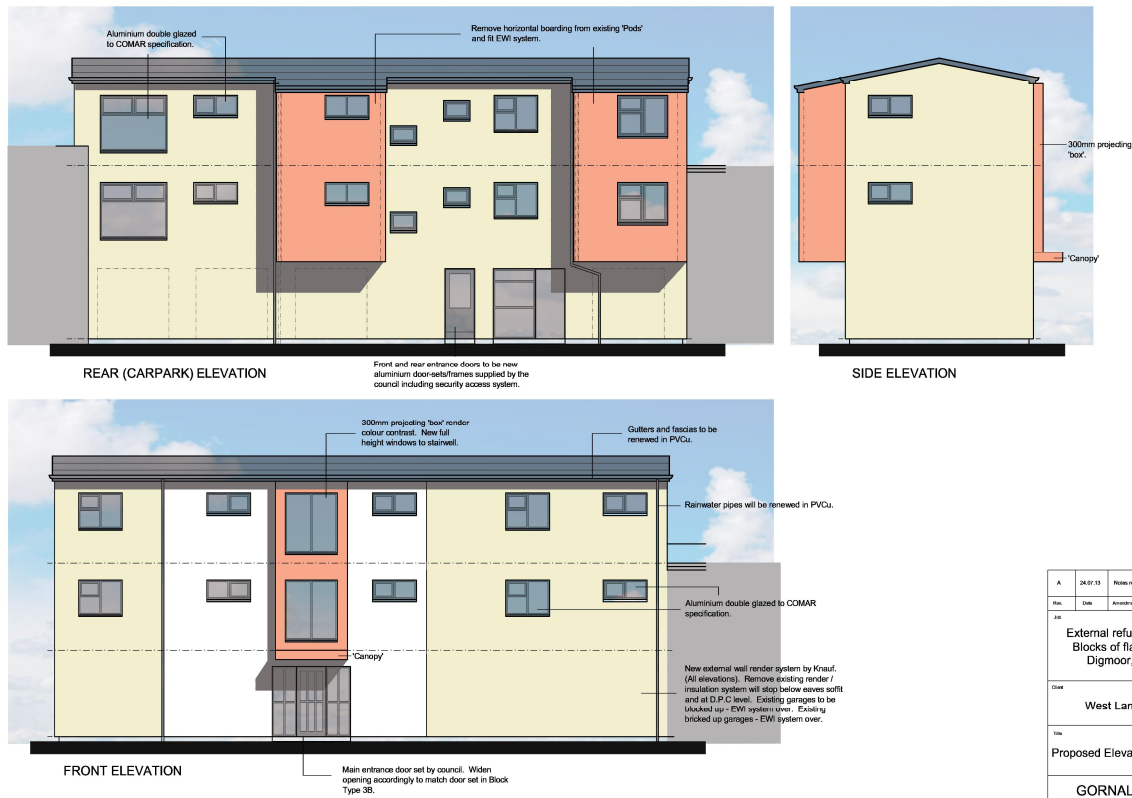 Aluminium double glazed
to COMAR specification.
Remove horizontal boarding from existing 'Pods'
and fit EWI system.
300mm projecting
'box'.
'Canopy'
REAR (CARPARK) ELEVATION
Front and rear entrance doors to be new
aluminium door-sets/frames supplied by the
council including security access system.
SIDE ELEVATION
300mm projecting 'box' render
colour contrast. New full
height windows to stairwell.
Gutters and fascias to be
renewed in PVCu.
Rainwater pipes will be renewed in PVCu.
Aluminium double glazed to COMAR
specification.
'Canopy'
New external wall render system by Knauf.
(All elevations). Remove existing render /
insulation system will stop below eaves soffit
and at D.P.C level. Existing garages to be
blocked up - EWI system over. Existing
bricked up garages - EWI system over.
FRONT ELEVATION
Main entrance door set by council. Widen
opening accordingly to match door set in Block
Type 3B.
A 24.07.13 Notes
Rev. Date
Job
External
Blocks of
Digmoor,
Client
West
Title
Proposed
GORNAL